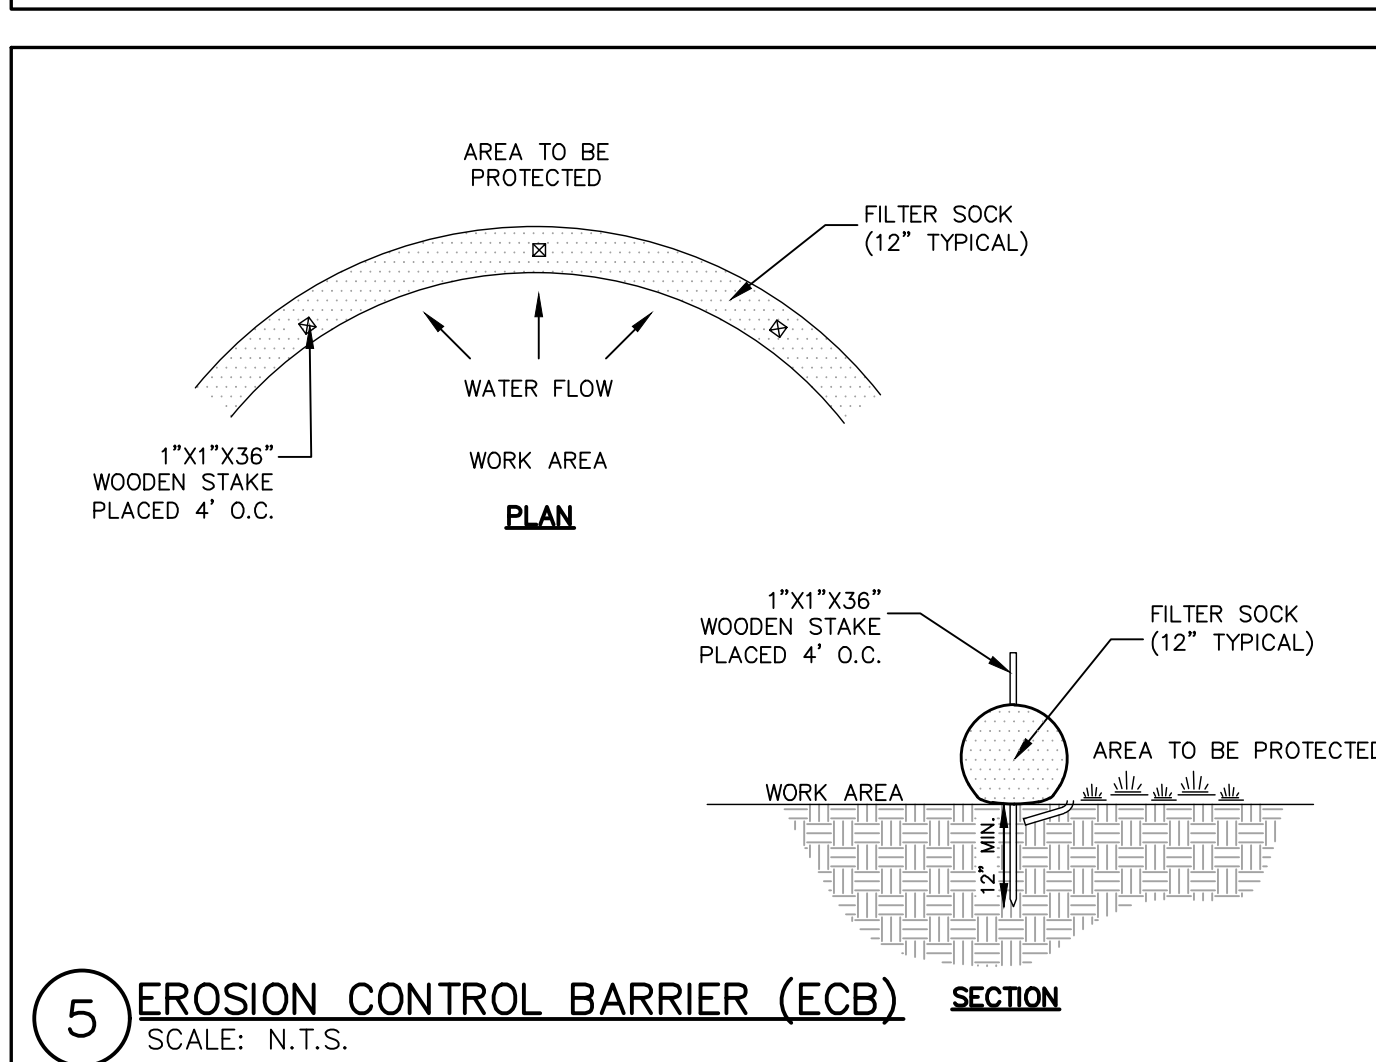 AREA TO BE
PROTECTED
FILTER SOCK
(12" TYPICAL)
WATER FLOW
1"X1"X36"
WOODEN STAKE
PLACED 4' O.C.
WORK AREA
PLAN
1"X1"X36"
WOODEN STAKE
PLACED 4' O.C.
FILTER SOCK
(12" TYPICAL)
AREA TO BE PROTECTED
WORK AREA
12" MIN.
5
EROSION CONTROL BARRIER (ECB)
SECTION
SCALE: N.T.S.